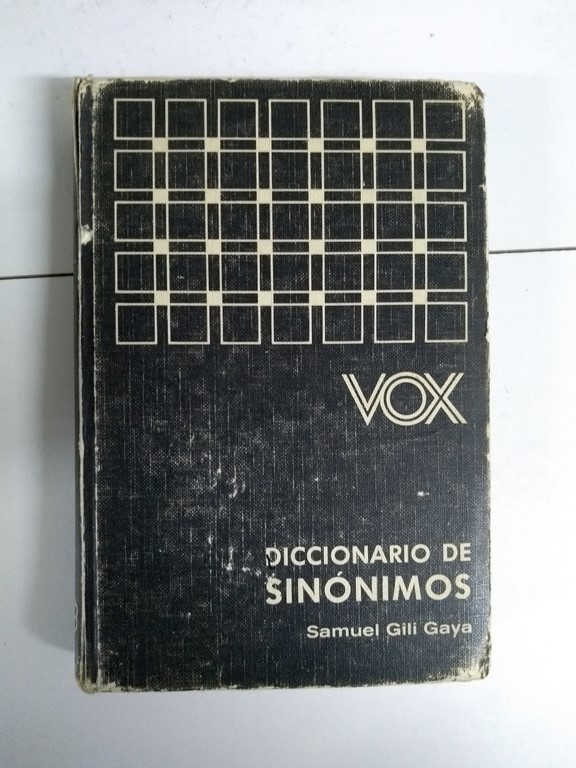 VOX
DICCIONARIO DE
SINÓNIMOS
Samuel Gili Gaya